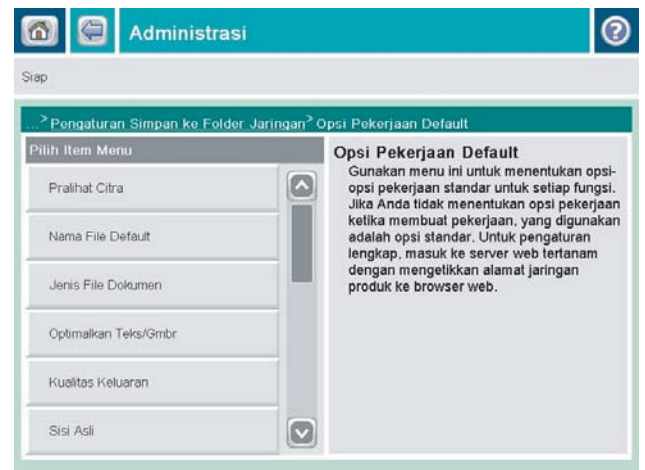 Administrasi
?
Siap
...> Pengaturan Simpan ke Folder Jaringan> Opsi Pekerjaan Default
Pilih Item Menu
Pralihat Citra
Nama File Default
Jenis File Dokumen
Optimalkan Teks/Gmbr
Kualitas Keluaran
Sisi Asli
Opsi Pekerjaan Default
Gunakan menu ini untuk menentukan opsi-
opsi pekerjaan standar untuk setiap fungsi.
Jika Anda tidak menentukan opsi pekerjaan
ketika membuat pekerjaan, yang digunakan
adalah opsi standar. Untuk pengaturan
lengkap, masuk ke server web tertanam
dengan mengetikkan alamat jaringan
produk ke browser web.